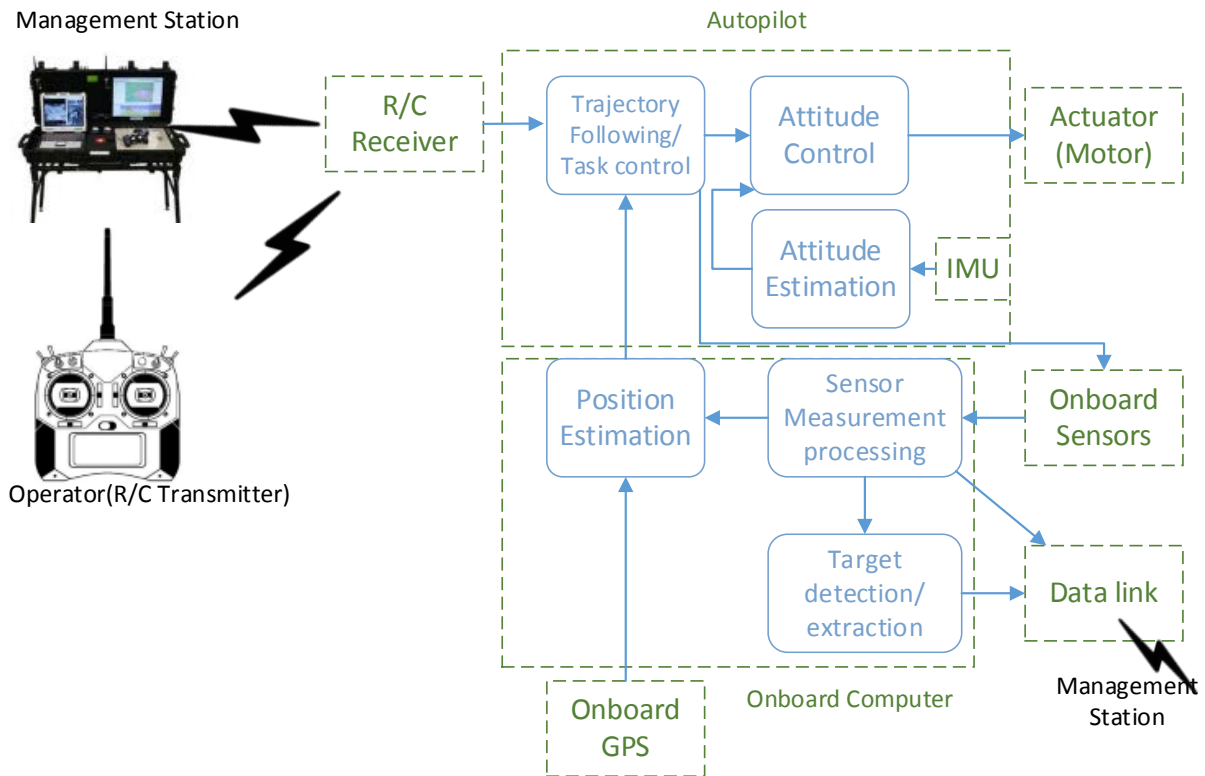 Management Station
Autopilot
R/C
Receiver
Trajectory
Following/
Task control
Attitude
Control
Actuator
(Motor)
Attitude
Estimation
IMU
Position
Estimation
Sensor
Measurement
processing
Onboard
Sensors
Operator(R/C Transmitter)
Target
detection/
extraction
Data link
Onboard
GPS
Onboard Computer
Management
Station